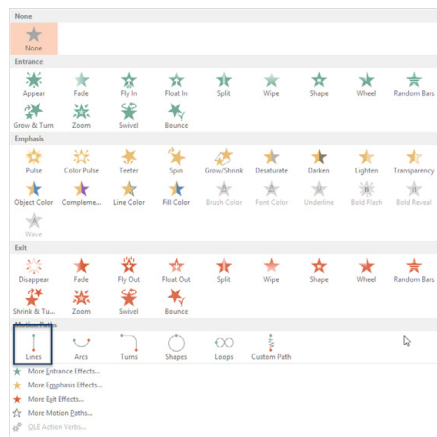 None
None
Entrance
Appear Fade Fly In Float In Split Wipe Shape Wheel Random Bars
Grow & Turn Zoom Swivel Bounce
Emphasis
Pulse Color Pulse Teeter Spin Grow/Shrink Desaturate Darken Lighten Transparency
Object Color Compleme... Line Color Fill Color Brush Color Font Color Underline Bold Flash Bold Reveal
Wave
Exit
Disappear Fade Fly Out Float Out Split Wipe Shape Wheel Random Bars
Shrink & Tu... Zoom Swivel Bounce
Motion Paths
Lines Arcs Turns Shapes Loops Custom Path
More Entrance Effects...
More Emphasis Effects...
More Exit Effects...
More Motion Paths...
OLE Action Verbs...